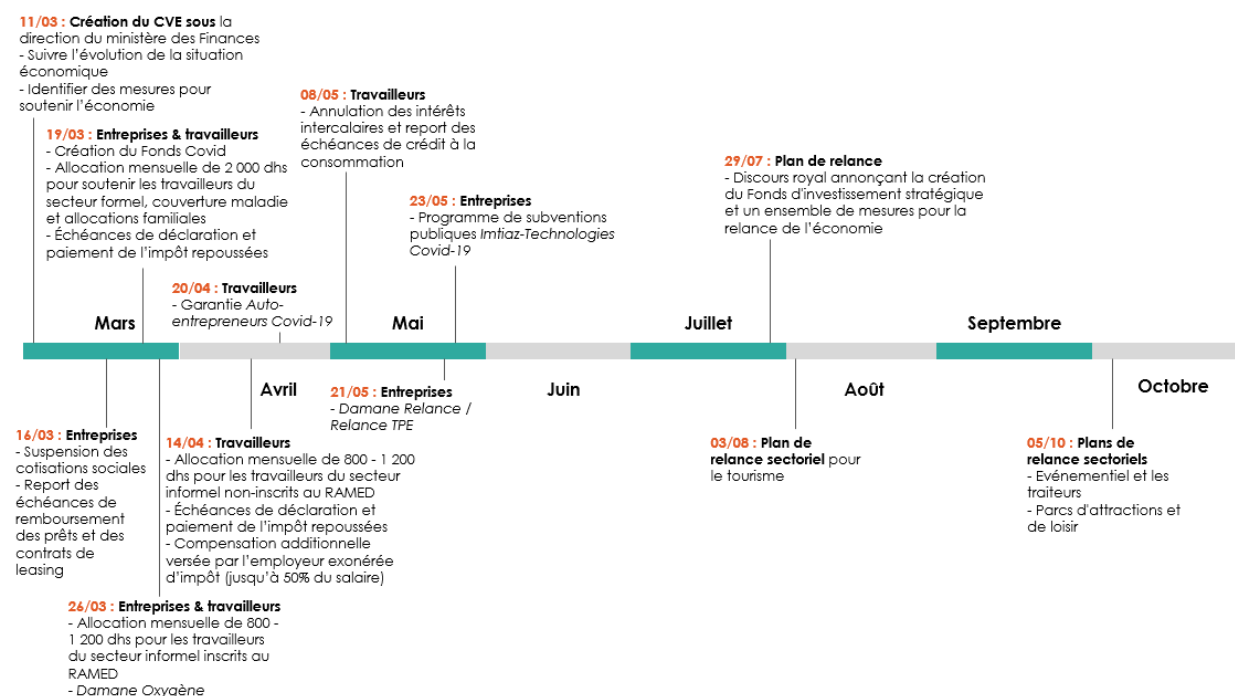 11/03 : Création du CVE sous la
direction du ministère des Finances
- Suivre l'évolution de la situation
économique
- Identifier des mesures pour
soutenir l'économie
19/03 : Entreprises & travailleurs
- Création du Fonds Covid
- Allocation mensuelle de 2 000 dhs
pour soutenir les travailleurs du
secteur formel, couverture maladie
et allocations familiales
- Échéances de déclaration et
paiement de l'impôt repoussées
20/04 : Travailleurs
- Garantie Auto-
entrepreneurs Covid-19
08/05 : Travailleurs
- Annulation des intérêts
intercalaires et report des
échéances de crédit à la
consommation
23/05 : Entreprises
- Programme de subventions
publiques Imtiaz-Technologies
Covid-19
29/07 : Plan de relance
- Discours royal annonçant la création
du Fonds d'investissement stratégique
et un ensemble de mesures pour la
relance de l'économie
Mars
Mai
Juillet
Septembre
Avril
Juin
Août
Octobre
16/03 : Entreprises
- Suspension des
cotisations sociales
- Report des
échéances de
remboursement
des prêts et des
contrats de
leasing
26/03 : Entreprises & travailleurs
- Allocation mensuelle de 800 -
1 200 dhs pour les travailleurs
du secteur informel inscrits au
RAMED
- Damane Oxygène
14/04 : Travailleurs
- Allocation mensuelle de 800 - 1 200
dhs pour les travailleurs du secteur
informel non-inscrits au RAMED
- Échéances de déclaration et
paiement de l'impôt repoussées
- Compensation additionnelle
versée par l'employeur exonérée
d'impôt (jusqu'à 50% du salaire)
21/05 : Entreprises
- Damane Relance /
Relance TPE
03/08 : Plan de
relance sectoriel pour
le tourisme
05/10 : Plans de
relance sectoriels
- Evénementiel et les
traiteurs
- Parcs d'attractions et
de loisir